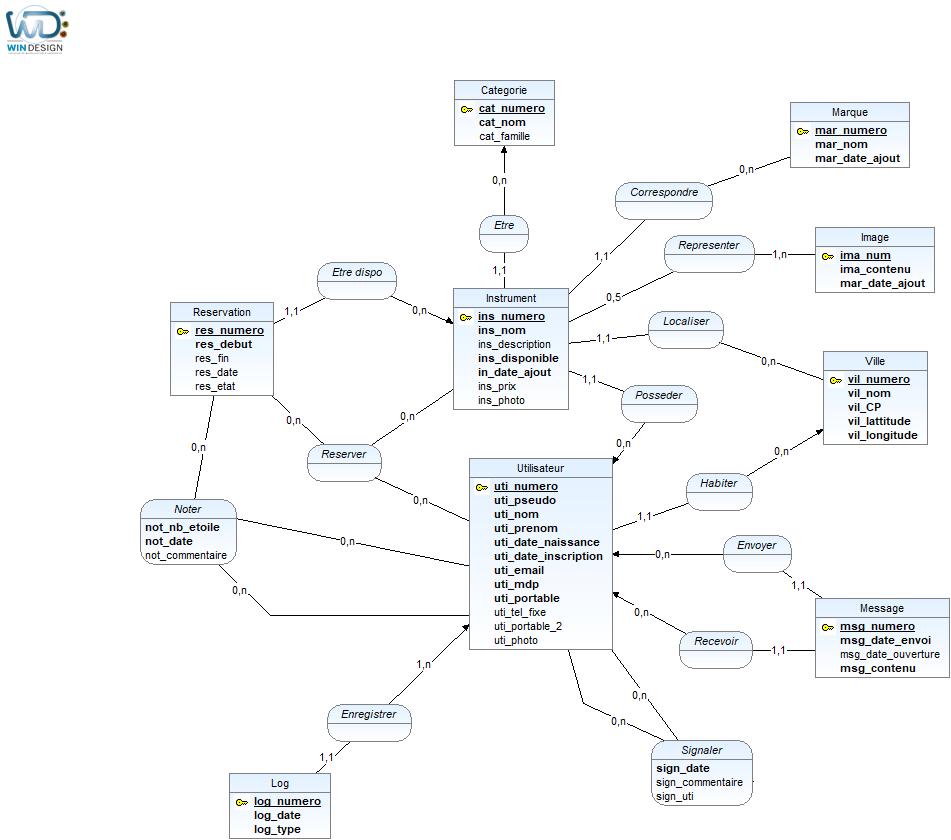 WD:
WINDESIGN
Categorie
cat_numero
cat_nom
cat_famille
Marque
mar_numero
mar_nom
mar_date_ajout
0,n
0,n
Correspondre
Etre
Representer
Image
ima_num
ima_contenu
mar_date_ajout
1,n
1,1
1,1
Etre dispo
Instrument
ins_numero
ins_nom
ins_description
ins_disponible
in_date_ajout
ins_prix
ins_photo
0,5
Reservation
res_numero
res_debut
res_fin
res_date
res_etat
1,1
0,n
Localiser
1,1
0,n
Ville
vil_numero
vil_nom
vil_CP
vil_lattitude
vil_longitude
1,1
Posseder
0,n
0,n
0,n
Reserver
0,n
0,n
Utilisateur
uti_numero
uti_pseudo
uti_nom
uti_prenom
uti_date_naissance
uti_date_inscription
uti_email
uti_mdp
uti_portable
uti_tel_fixe
uti_portable_2
uti_photo
0,n
Habiter
1,1
0,n
Noter
not_nb_etoile
not_date
not_commentaire
0,n
0,n
Envoyer
0,n
1,1
Message
msg_numero
msg_date_envoi
msg_date_ouverture
msg_contenu
0,n
Recevoir
1,1
1,n
Enregistrer
1,1
0,n
0,n
Signaler
sign_date
sign_commentaire
sign_uti
Log
log_numero
log_date
log_type